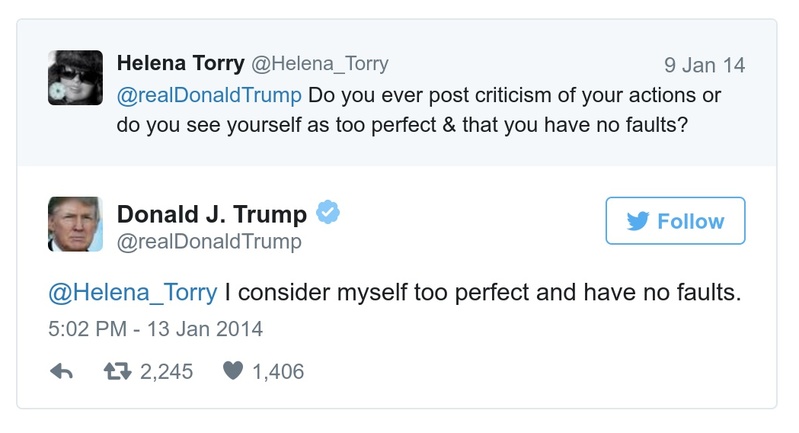 Helena Torry @Helena_Torry 9 Jan 14
@realDonaldTrump Do you ever post criticism of your actions or
do you see yourself as too perfect & that you have no faults?
Donald J. Trump
Follow
@realDonaldTrump
@Helena_Torry I consider myself too perfect and have no faults.
5:02 PM - 13 Jan 2014
2,245 1,406